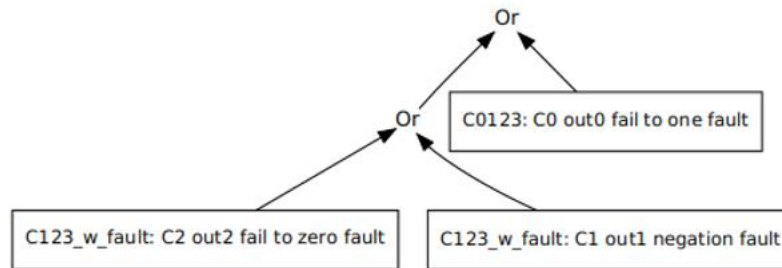 Or
C0123: C0 out0 fail to one fault
Or
C123_w_fault: C2 out2 fail to zero fault
C123_w_fault: C1 out1 negation fault